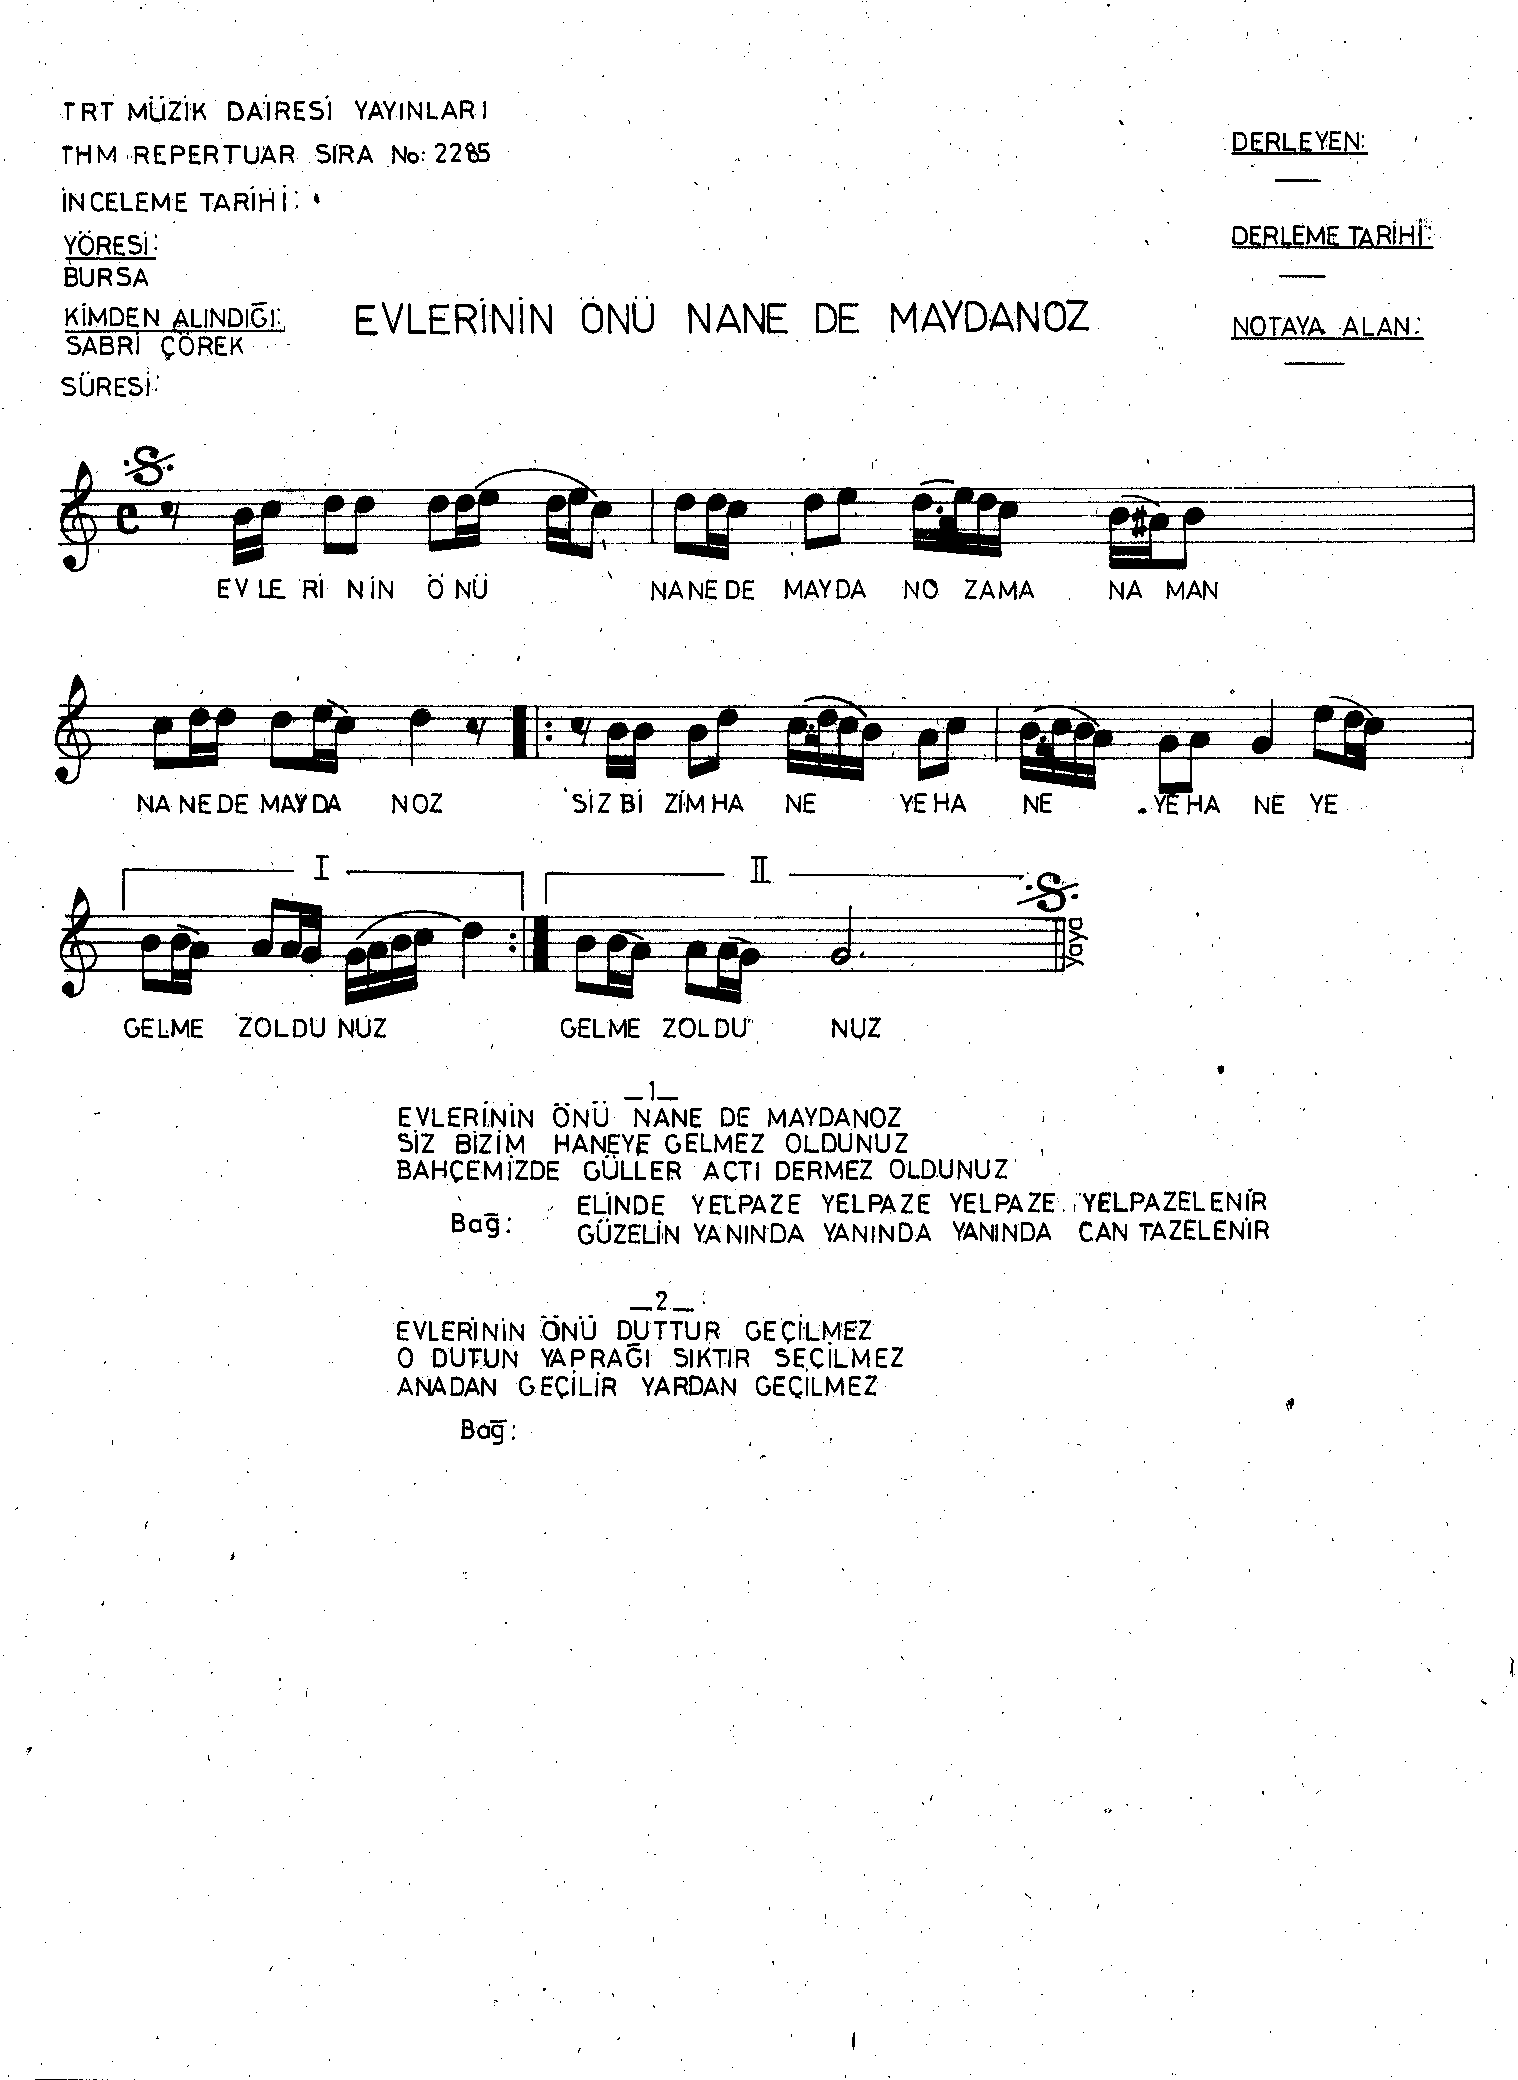 TRT MÜZİK DAİRESİ YAYINLARI
THM REPERTUAR SIRA No: 2285
İNCELEME TARİHİ:
YÖRESİ:
BURSA
KİMDEN ALINDIĞI:
SABRİ ÇÖREK
SÜRESİ:
EVLERİNİN ÖNÜ NANE DE MAYDANOZ
DERLEYEN:
DERLEME TARİHİ:
NOTAYA ALAN:
EV LE Rİ NİN Ö NÜ NA NE DE MAY DA NO ZAMA NA MAN
NA NE DE MAY DA NOZ SİZ Bİ ZİM HA NE YE HA NE YE HA NE YE
I II
Yaya
GELME ZOLDU NUZ GELME ZOLDU NUZ
_1_
EVLERİNİN ÖNÜ NANE DE MAYDANOZ
SİZ BİZİM HANEYE GELMEZ OLDUNUZ
BAHÇEMİZDE GÜLLER AÇTI DERMEZ OLDUNUZ
Bağ: ELİNDE YELPAZE YELPAZE YELPAZE YELPAZELENİR
GÜZELİN YANINDA YANINDA YANINDA CAN TAZELENİR
_2_
EVLERİNİN ÖNÜ DUTTUR GEÇİLMEZ
O DUTUN YAPRAĞI SIKTIR SEÇİLMEZ
ANADAN GEÇİLİR YARDAN GEÇİLMEZ
Bağ: